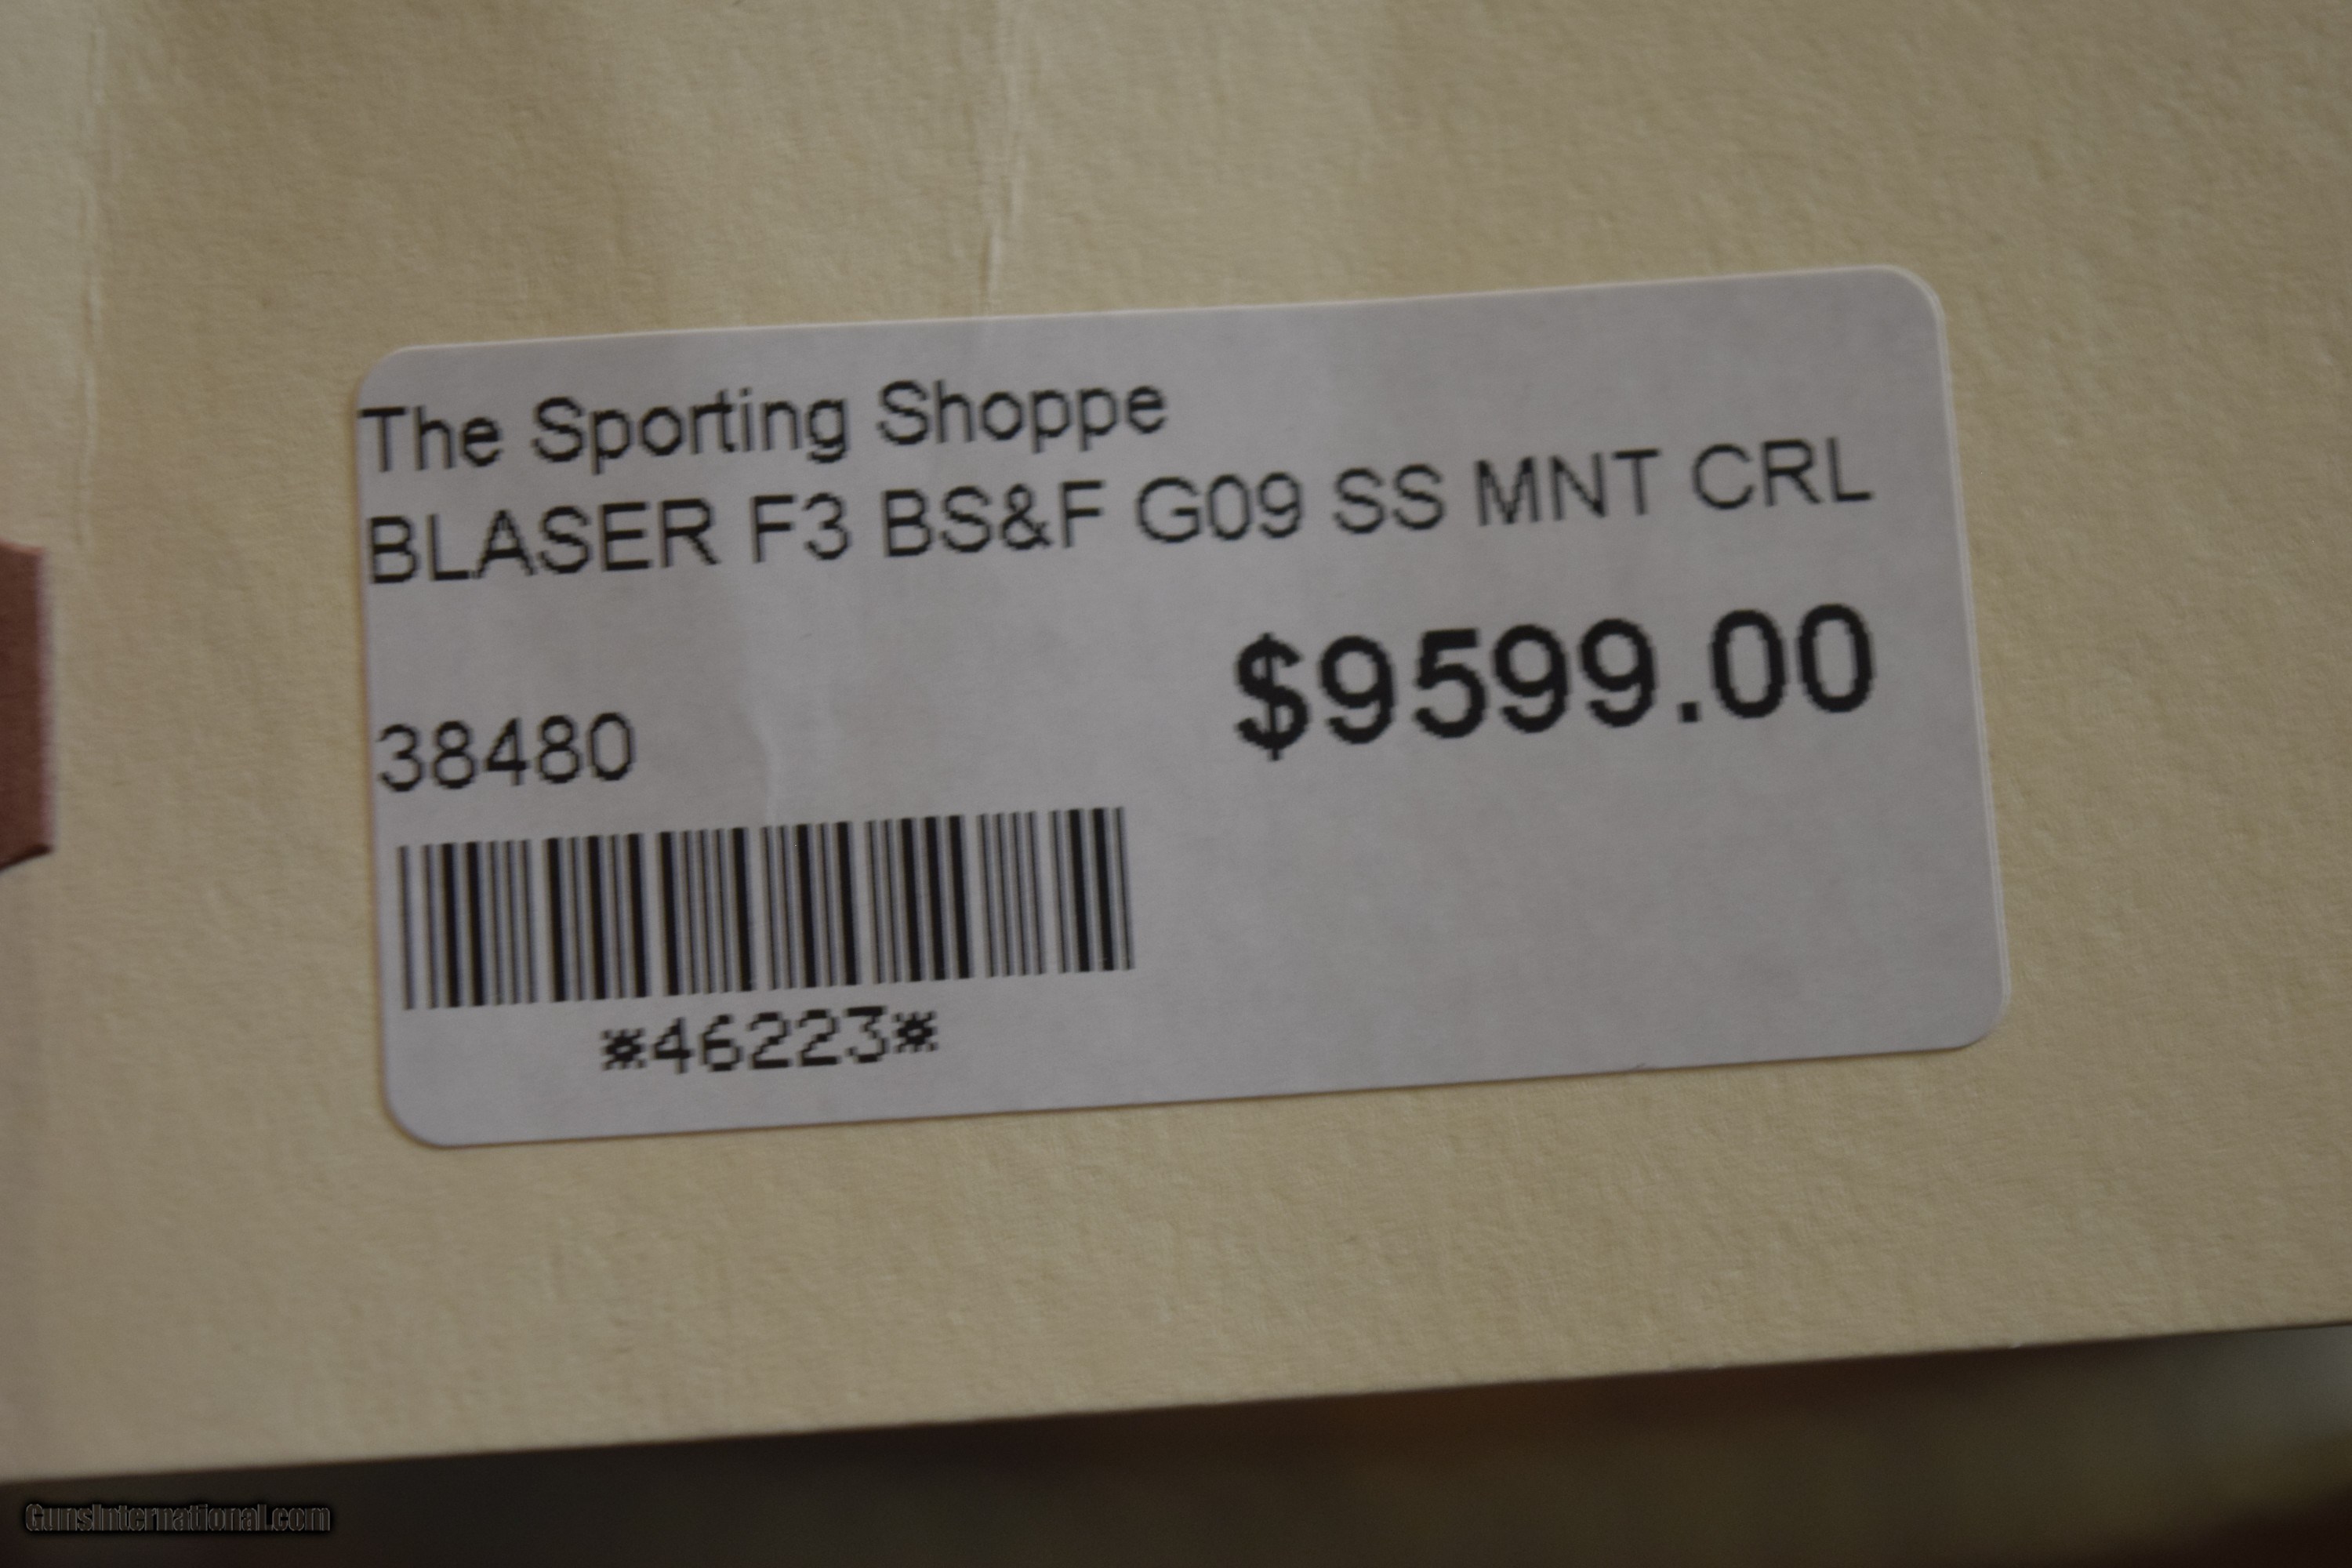 The Sporting Shoppe
BLASER F3 BS&F G09 SS MNT CRL
$9599.00
38480
*46223*
GunsInternational.com